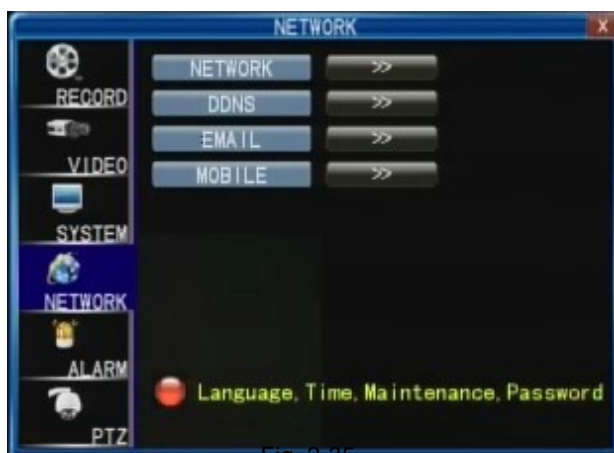 NETWORK
X
RECORD
VIDEO
SYSTEM
NETWORK
ALARM
PTZ
NETWORK >>
DDNS >>
EMAIL >>
MOBILE >>
Language, Time, Maintenance, Password